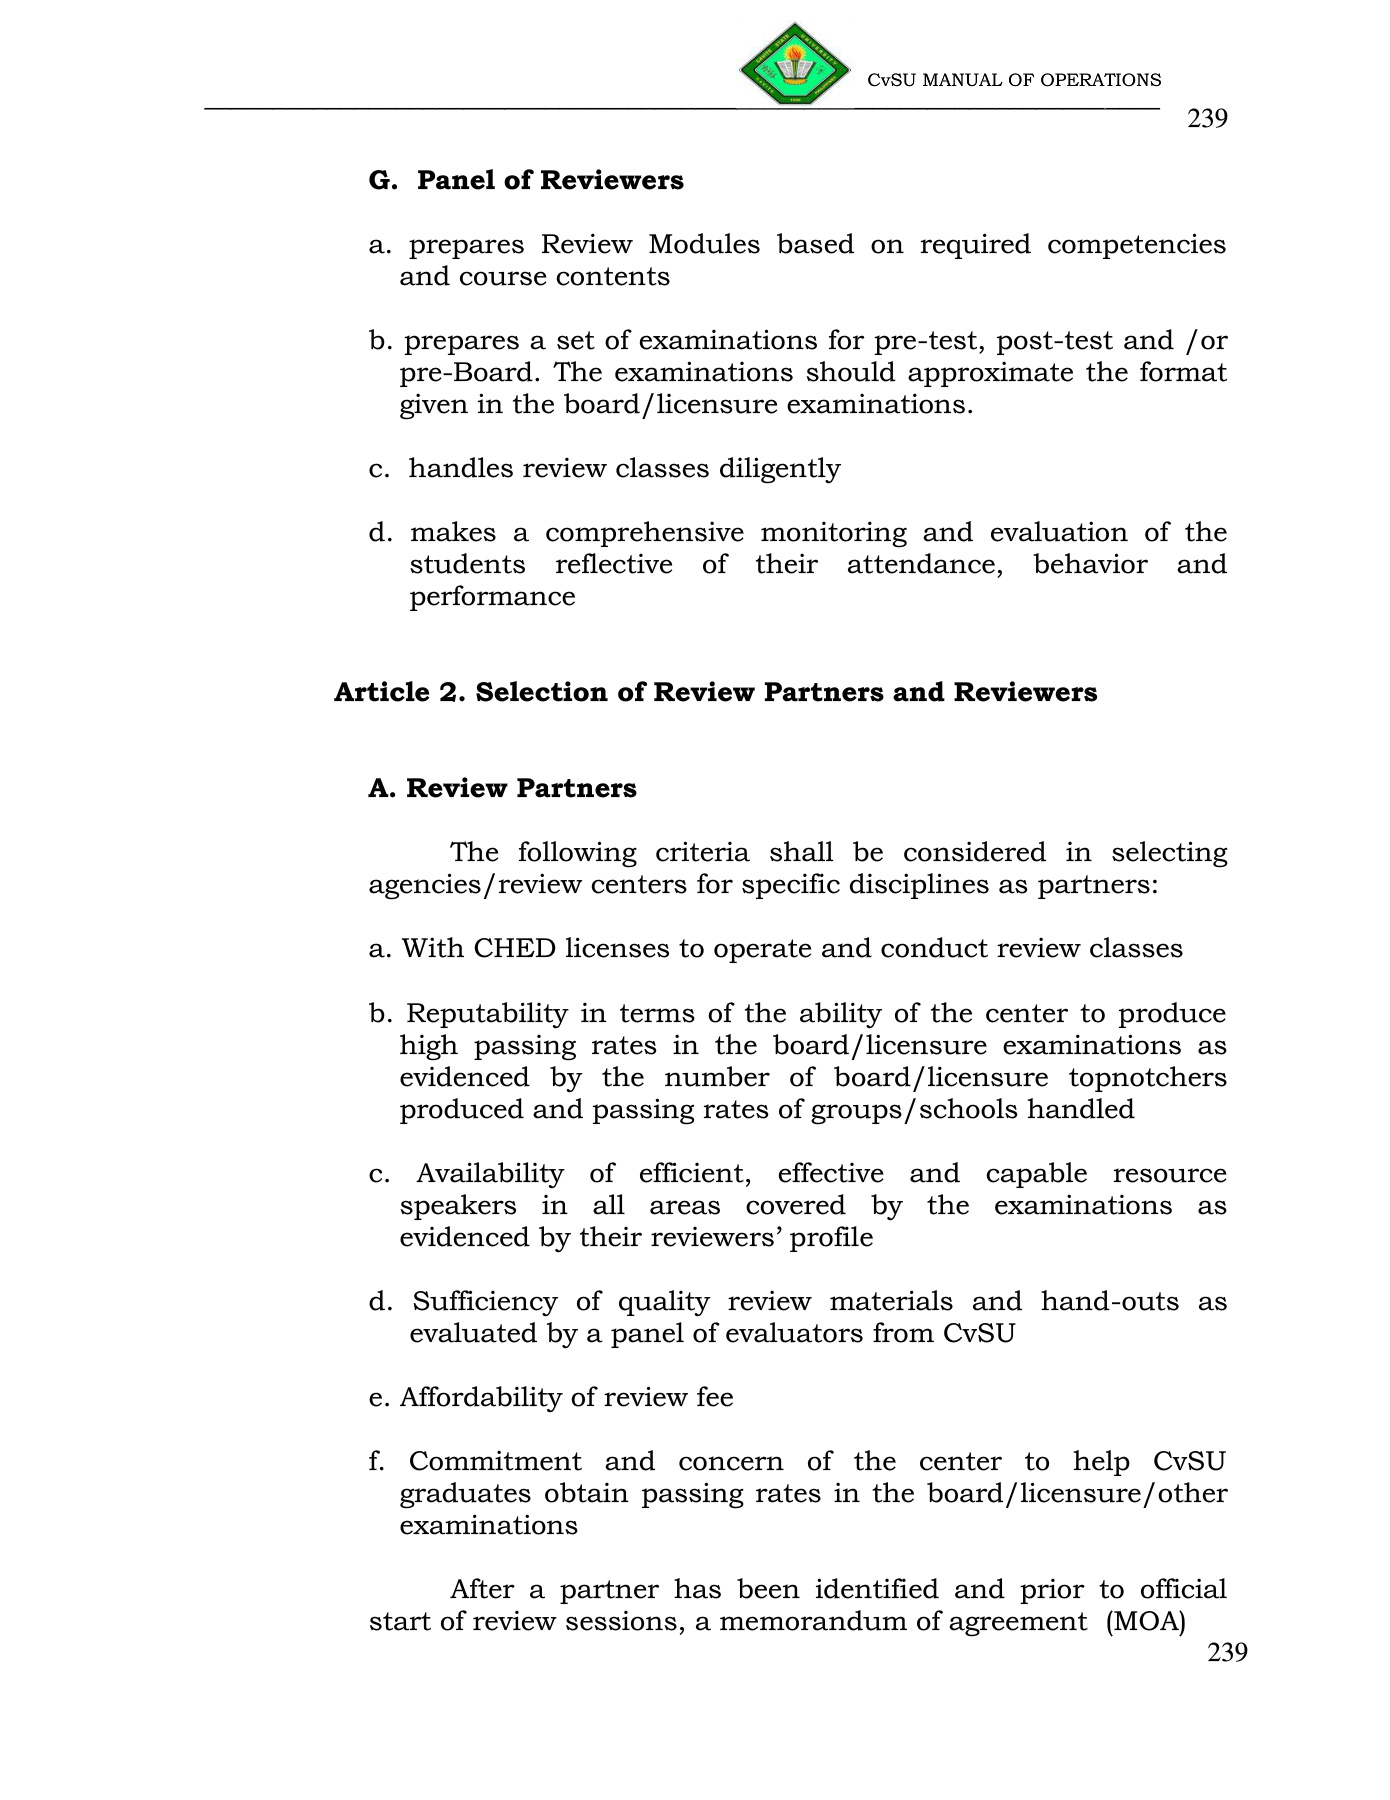 CvSU MANUAL OF OPERATIONS
239
G. Panel of Reviewers
a. prepares Review Modules based on required competencies
and course contents
b. prepares a set of examinations for pre-test, post-test and /or
pre-Board. The examinations should approximate the format
given in the board/licensure examinations.
c. handles review classes diligently
d. makes a comprehensive monitoring and evaluation of the
students reflective of their attendance, behavior and
performance
Article 2. Selection of Review Partners and Reviewers
A. Review Partners
The following criteria shall be considered in selecting
agencies/review centers for specific disciplines as partners:
a. With CHED licenses to operate and conduct review classes
b. Reputability in terms of the ability of the center to produce
high passing rates in the board/licensure examinations as
evidenced by the number of board/licensure topnotchers
produced and passing rates of groups/schools handled
c. Availability of efficient, effective and capable resource
speakers in all areas covered by the examinations as
evidenced by their reviewers’ profile
d. Sufficiency of quality review materials and hand-outs as
evaluated by a panel of evaluators from CvSU
e. Affordability of review fee
f. Commitment and concern of the center to help CvSU
graduates obtain passing rates in the board/licensure/other
examinations
After a partner has been identified and prior to official
start of review sessions, a memorandum of agreement (MOA)
239